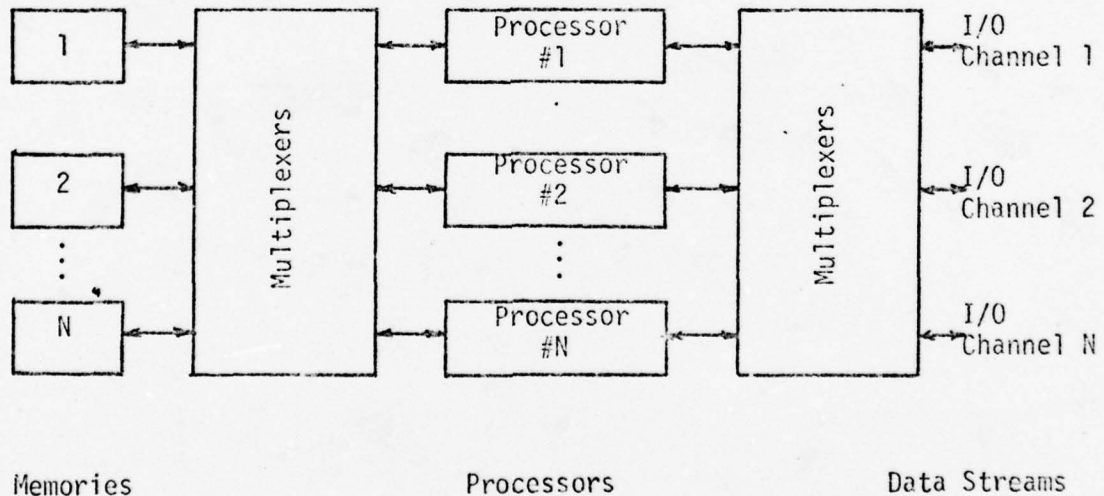 1
Multiplexers
Processor
#1
Multiplexers
I/O
Channel 1
2
Processor
#2
I/O
Channel 2
N
Processor
#N
I/O
Channel N
Memories
Processors
Data Streams